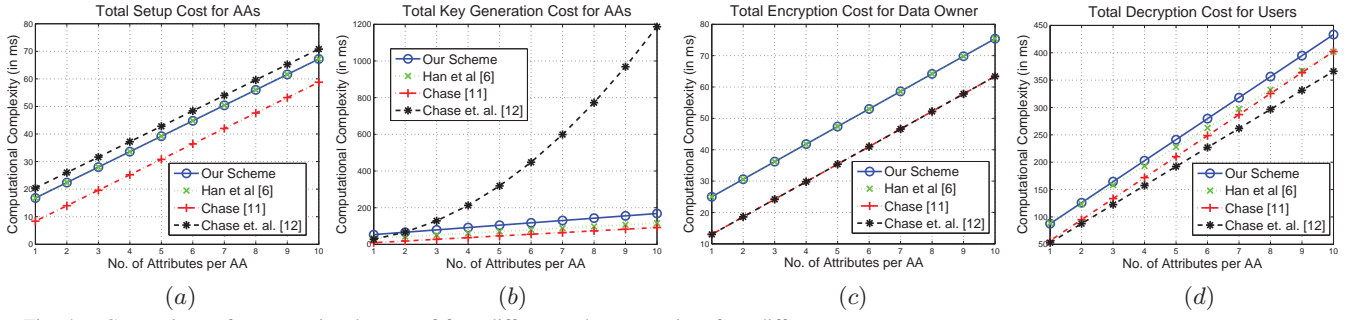 Total Setup Cost for AAs
Computational Complexity (in ms)
80
70
60
50
40
30
20
10
0
1 2 3 4 5 6 7 8 9 10
No. of Attributes per AA
Our Scheme
Han et al [6]
Chase [11]
Chase et. al. [12]
(a)
Total Key Generation Cost for AAs
Computational Complexity (in ms)
1200
1000
800
600
400
200
0
1 2 3 4 5 6 7 8 9 10
No. of Attributes per AA
Our Scheme
Han et al [6]
Chase [11]
Chase et. al. [12]
(b)
Total Encryption Cost for Data Owner
Computational Complexity (in ms)
80
70
60
50
40
30
20
10
1 2 3 4 5 6 7 8 9 10
No. of Attributes per AA
Our Scheme
Han et al [6]
Chase [11]
Chase et. al. [12]
(c)
Total Decryption Cost for Users
Computational Complexity (in ms)
450
400
350
300
250
200
150
100
50
1 2 3 4 5 6 7 8 9 10
No. of Attributes per AA
Our Scheme
Han et al [6]
Chase [11]
Chase et. al. [12]
(d)